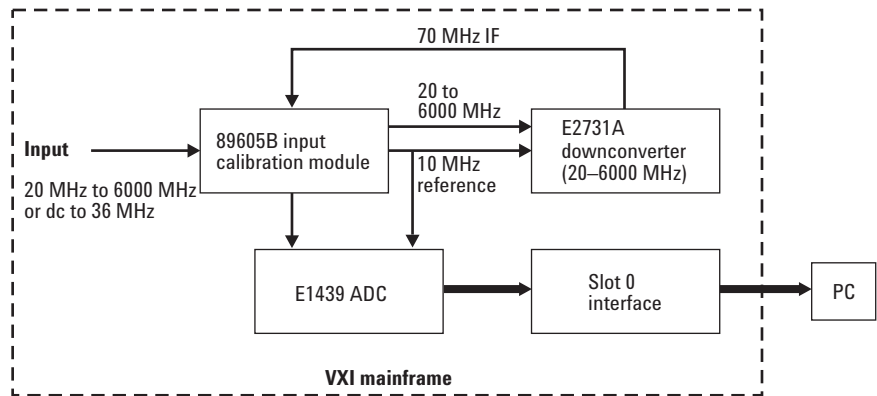 70 MHz IF
20 to
6000 MHz
89605B input
calibration module
E2731A
downconverter
(20–6000 MHz)
Input
20 MHz to 6000 MHz
or dc to 36 MHz
10 MHz
reference
E1439 ADC
Slot 0
interface
PC
VXI mainframe